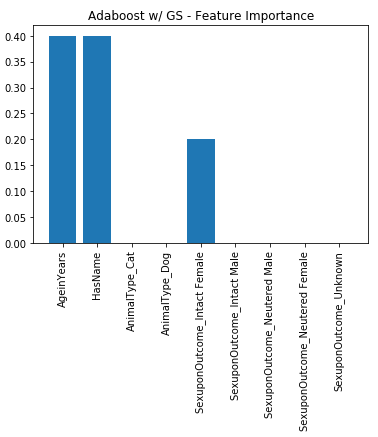 Adaboost w/ GS - Feature Importance
0.40
0.35
0.30
0.25
0.20
0.15
0.10
0.05
0.00
AgeinYears
HasName
AnimalType_Cat
AnimalType_Dog
SexuponOutcome_Intact Female
SexuponOutcome_Intact Male
SexuponOutcome_Neutered Male
SexuponOutcome_Neutered Female
SexuponOutcome_Unknown